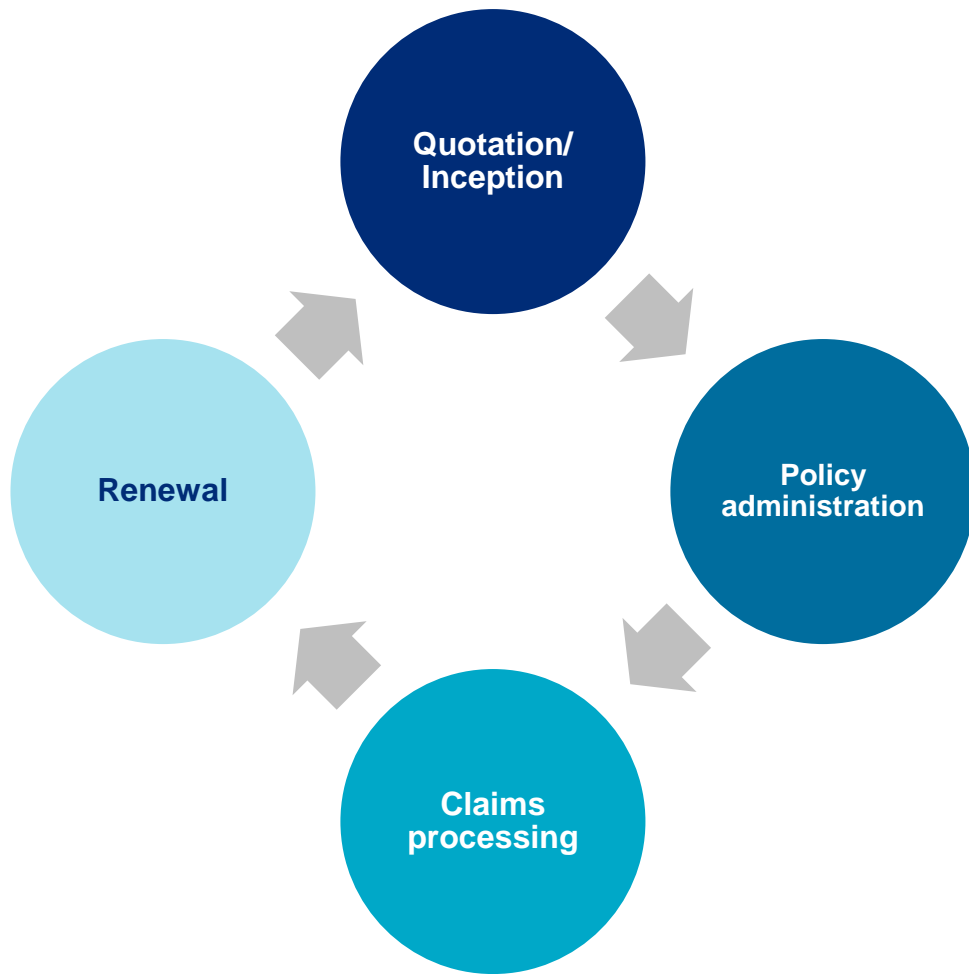 Quotation/
Inception
Policy
administration
Claims
processing
Renewal